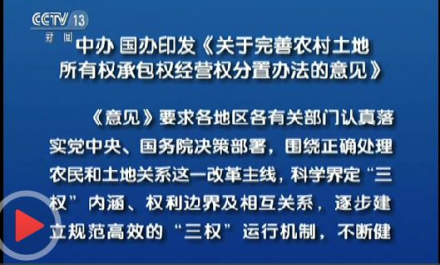 CCTV 13
新闻
中办 国办印发《关于完善农村土地
所有权承包权经营权分置办法的意见》
《意见》要求各地区各有关部门认真落
实党中央、国务院决策部署，围绕正确处理
农民和土地关系这一改革主线，科学界定“三
权”内涵、权利边界及相互关系，逐步建
立规范高效的“三权”运行机制，不断健